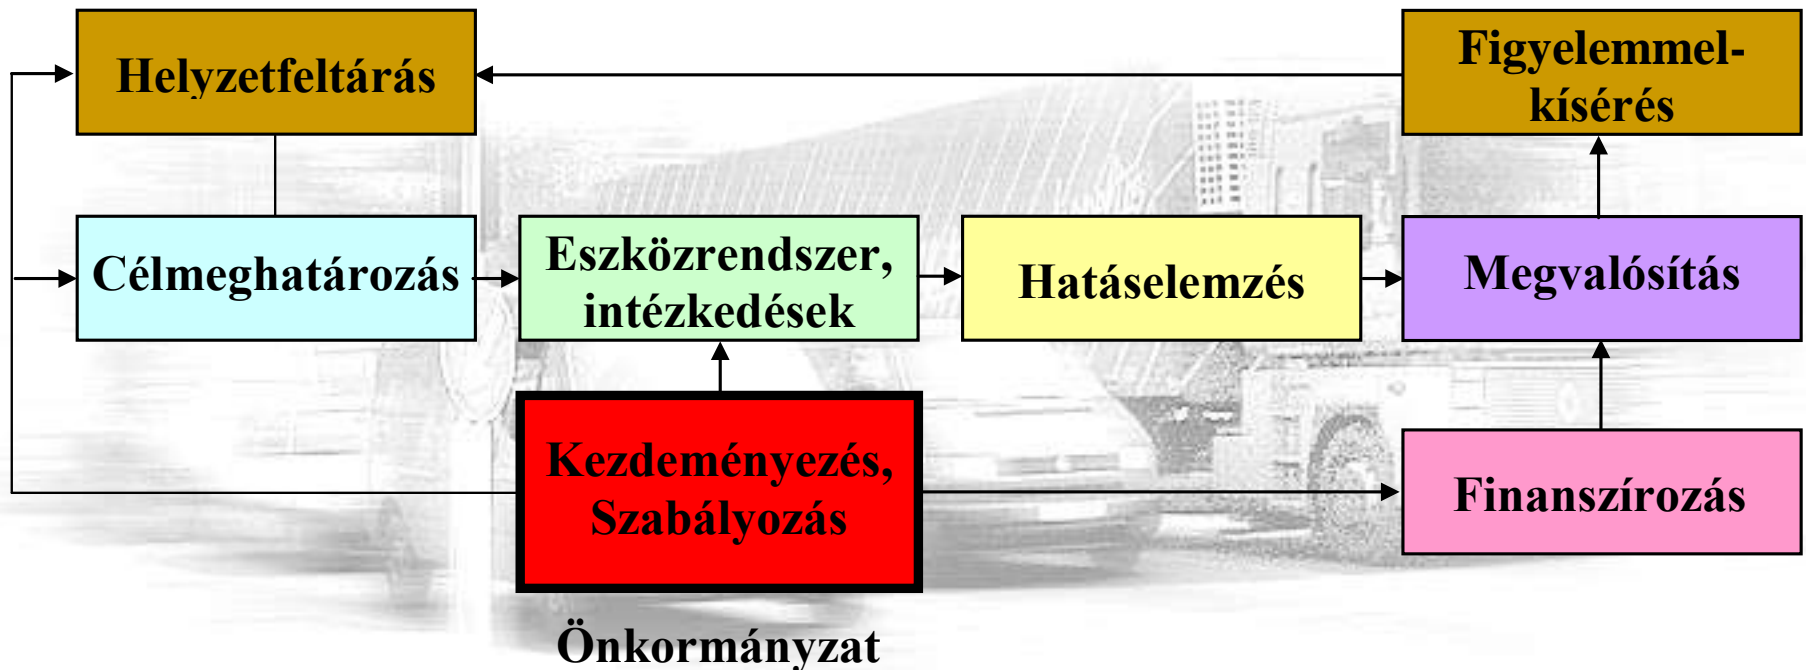 Helyzetfeltárás
Figyelemmel-
kísérés
Célmeghatározás
Eszközrendszer,
intézkedések
Hatáselemzés
Megvalósítás
Kezdeményezés,
Szabályozás
Finanszírozás
Önkormányzat